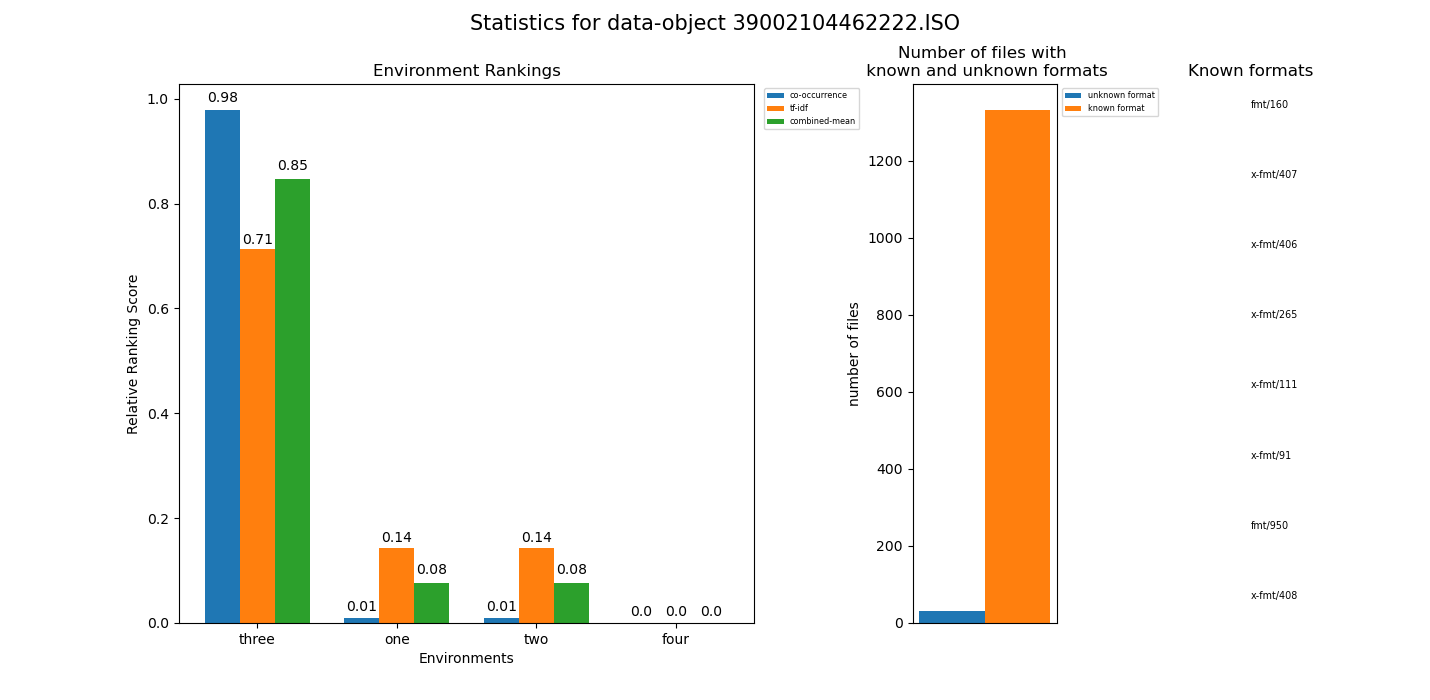 Statistics for data-object 39002104462222.ISO
Environment Rankings
co-occurrence
tf-idf
combined-mean
1.0
0.8
0.6
0.4
0.2
0.0
Relative Ranking Score
0.98
0.71
0.85
0.01
0.14
0.08
0.01
0.14
0.08
0.0
0.0
0.0
three
one
two
four
Environments
Number of files with
known and unknown formats
unknown format
known format
1200
1000
800
600
400
200
0
number of files
Known formats
fmt/160
x-fmt/407
x-fmt/406
x-fmt/265
x-fmt/111
x-fmt/91
fmt/950
x-fmt/408